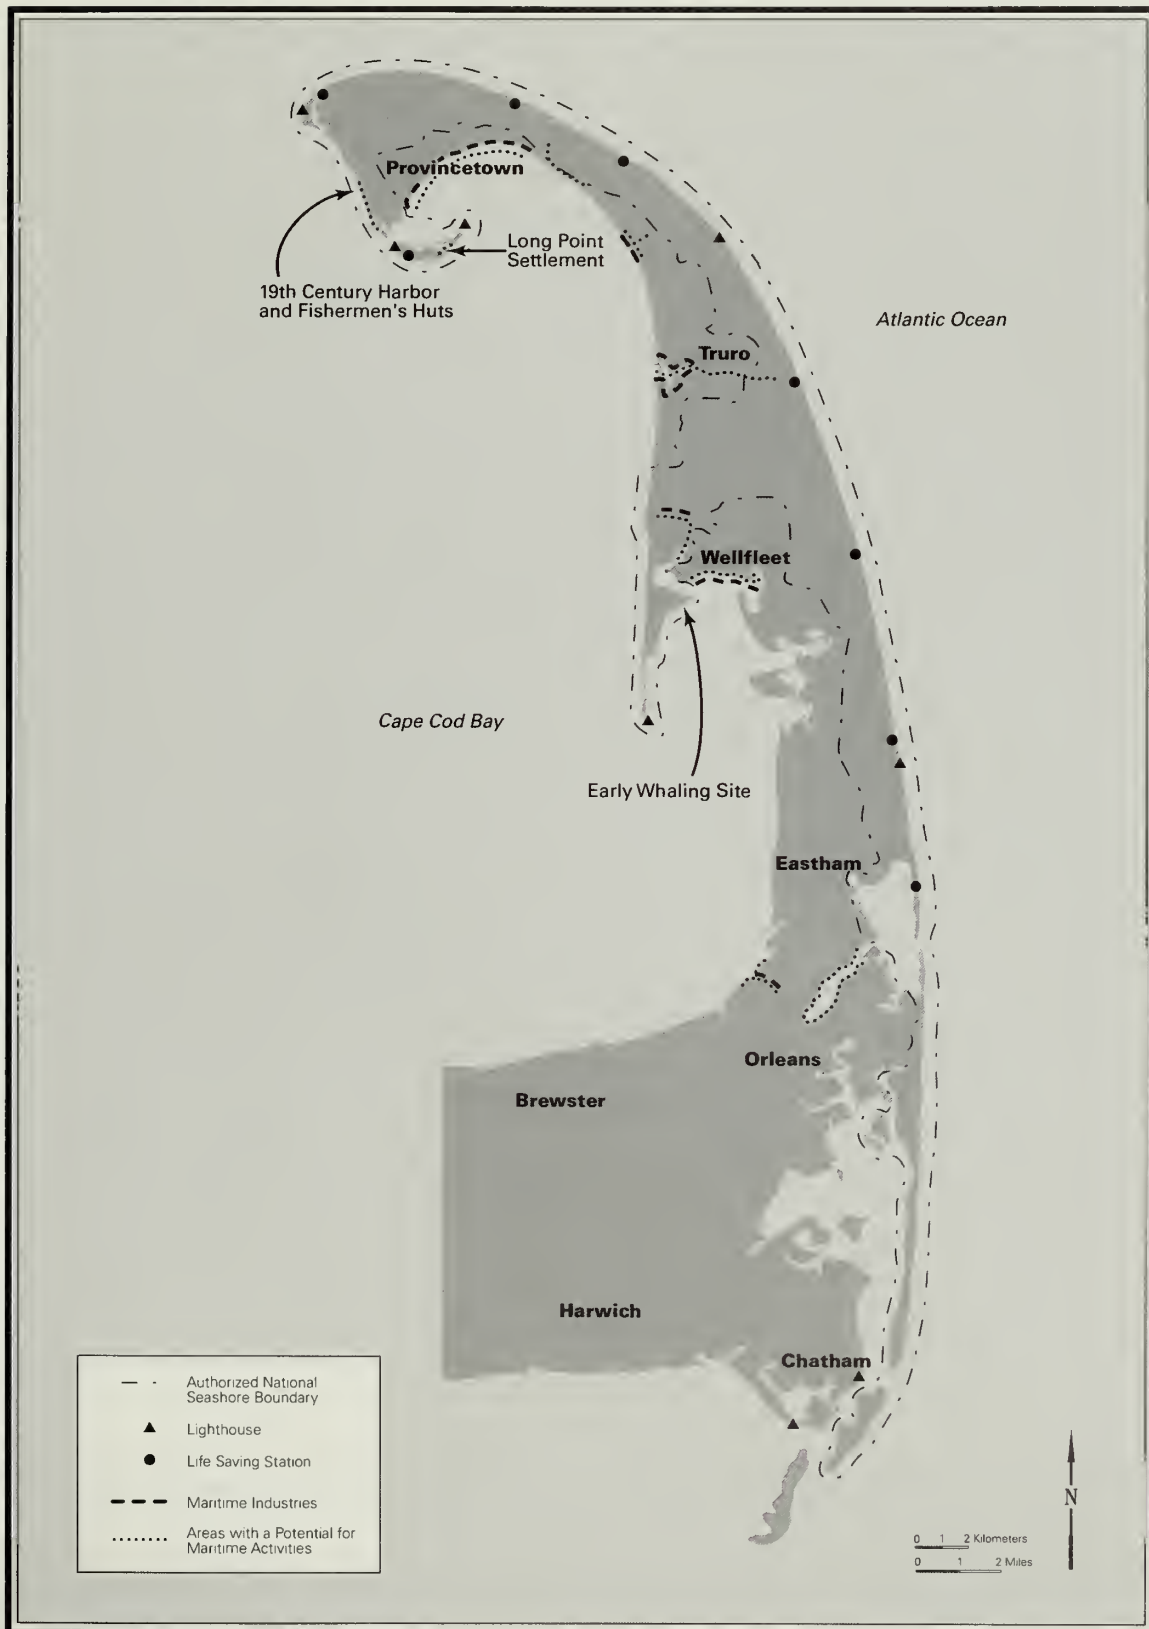 Provincetown
Long Point
Settlement
19th Century Harbor
and Fishermen's Huts
Atlantic Ocean
Truro
Wellfleet
Cape Cod Bay
Early Whaling Site
Eastham
Orleans
Brewster
Harwich
Chatham
Authorized National
Seashore Boundary
Lighthouse
Life Saving Station
Maritime Industries
Areas with a Potential for
Maritime Activities
N
0 1 2 Kilometers
0 1 2 Miles